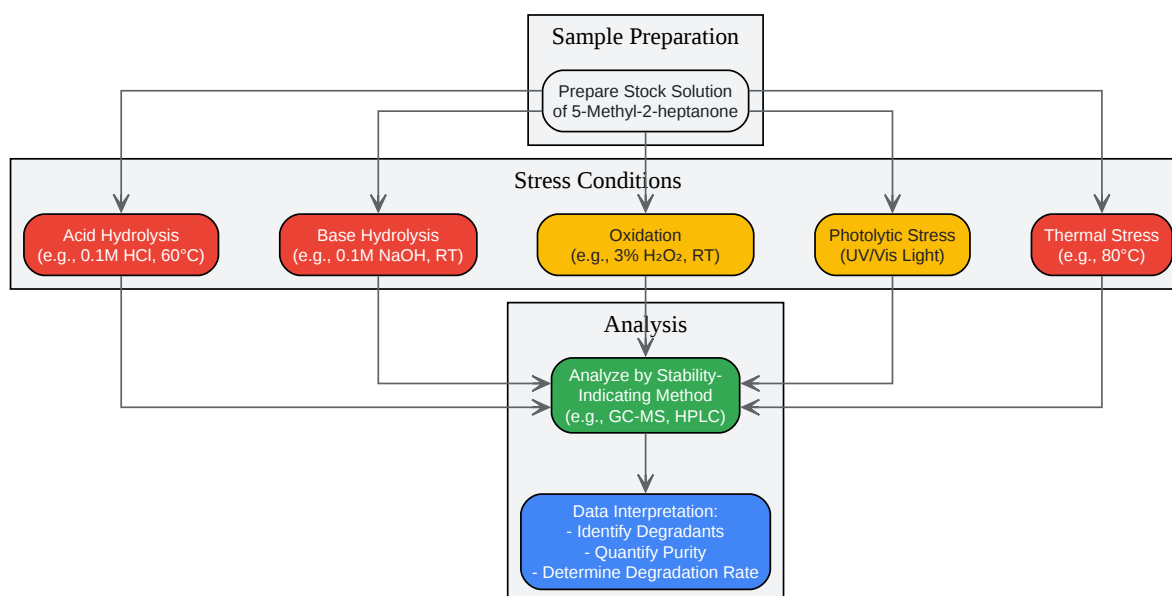 Sample Preparation
Prepare Stock Solution
of 5-Methyl-2-heptanone
Stress Conditions
Acid Hydrolysis
(e.g., 0.1M HCl, 60°C)
Base Hydrolysis
(e.g., 0.1M NaOH, RT)
Oxidation
(e.g., 3% H₂O₂, RT)
Photolytic Stress
(UV/Vis Light)
Thermal Stress
(e.g., 80°C)
Analysis
Analyze by Stability-
Indicating Method
(e.g., GC-MS, HPLC)
Data Interpretation:
- Identify Degradants
- Quantify Purity
- Determine Degradation Rate